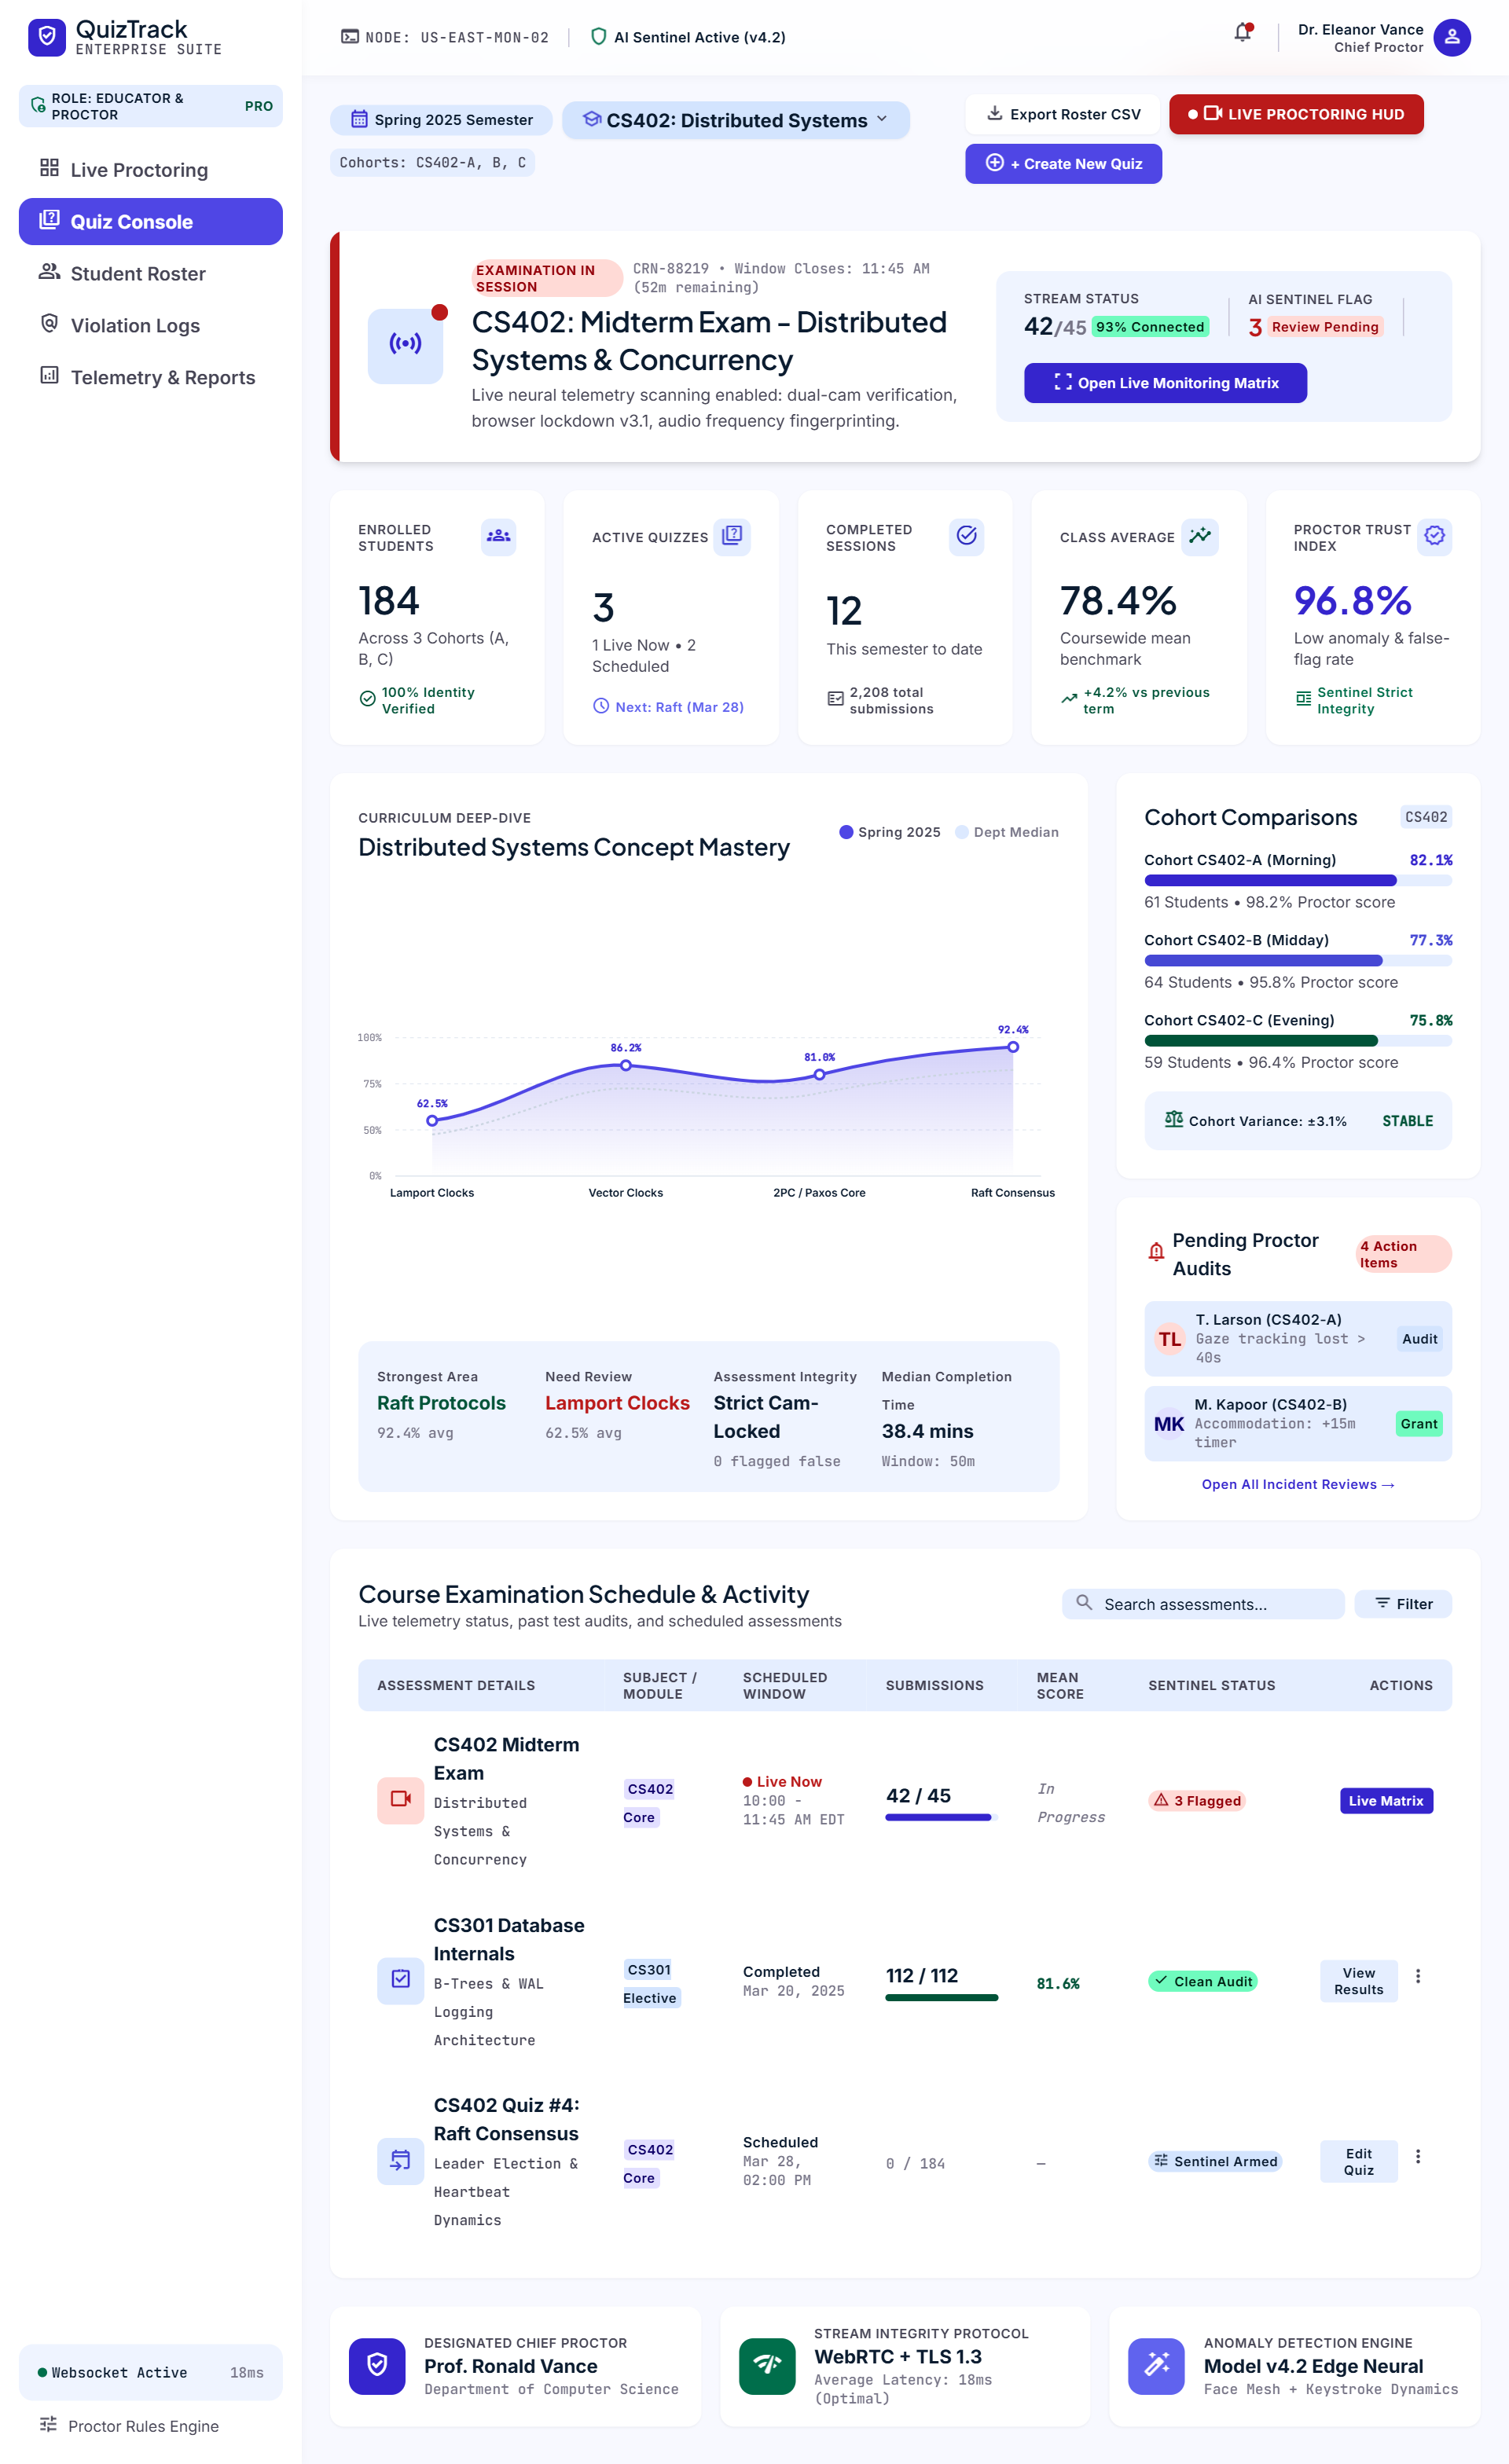 QuizTrack
ENTERPRISE SUITE
ROLE: EDUCATOR &
PROCTOR
PRO
Live Proctoring
Quiz Console
Student Roster
Violation Logs
Telemetry & Reports
Websocket Active
18ms
Proctor Rules Engine
NODE: US-EAST-MON-02
AI Sentinel Active (v4.2)
Dr. Eleanor Vance
Chief Proctor
Spring 2025 Semester
CS402: Distributed Systems
Cohorts: CS402-A, B, C
Export Roster CSV
LIVE PROCTORING HUD
+ Create New Quiz
EXAMINATION IN
SESSION
CRN-88219 • Window Closes: 11:45 AM
(52m remaining)
CS402: Midterm Exam - Distributed
Systems & Concurrency
Live neural telemetry scanning enabled: dual-cam verification,
browser lockdown v3.1, audio frequency fingerprinting.
STREAM STATUS
42/45 93% Connected
AI SENTINEL FLAG
3 Review Pending
Open Live Monitoring Matrix
ENROLLED
STUDENTS
184
Across 3 Cohorts (A,
B, C)
100% Identity
Verified
ACTIVE QUIZZES
3
1 Live Now • 2
Scheduled
Next: Raft (Mar 28)
COMPLETED
SESSIONS
12
This semester to date
2,208 total
submissions
CLASS AVERAGE
78.4%
Coursewide mean
benchmark
+4.2% vs previous
term
PROCTOR TRUST
INDEX
96.8%
Low anomaly & false-
flag rate
Sentinel Strict
Integrity
CURRICULUM DEEP-DIVE
Distributed Systems Concept Mastery
Spring 2025
Dept Median
100%
75%
50%
0%
62.5%
86.2%
81.0%
92.4%
Lamport Clocks
Vector Clocks
2PC / Paxos Core
Raft Consensus
Strongest Area
Raft Protocols
92.4% avg
Need Review
Lamport Clocks
62.5% avg
Assessment Integrity
Strict Cam-
Locked
0 flagged false
Median Completion
Time
38.4 mins
Window: 50m
Cohort Comparisons
CS402
Cohort CS402-A (Morning)
82.1%
61 Students • 98.2% Proctor score
Cohort CS402-B (Midday)
77.3%
64 Students • 95.8% Proctor score
Cohort CS402-C (Evening)
75.8%
59 Students • 96.4% Proctor score
Cohort Variance: ±3.1%
STABLE
Pending Proctor
Audits
4 Action
Items
TL
T. Larson (CS402-A)
Gaze tracking lost >
40s
Audit
MK
M. Kapoor (CS402-B)
Accommodation: +15m
timer
Grant
Open All Incident Reviews →
Course Examination Schedule & Activity
Live telemetry status, past test audits, and scheduled assessments
Search assessments...
Filter
ASSESSMENT DETAILS
SUBJECT /
MODULE
SCHEDULED
WINDOW
SUBMISSIONS
MEAN
SCORE
SENTINEL STATUS
ACTIONS
CS402 Midterm
Exam
Distributed
Systems &
Concurrency
CS402
Core
Live Now
10:00 -
11:45 AM EDT
42 / 45
In
Progress
3 Flagged
Live Matrix
CS301 Database
Internals
B-Trees & WAL
Logging
Architecture
CS301
Elective
Completed
Mar 20, 2025
112 / 112
81.6%
Clean Audit
View
Results
CS402 Quiz #4:
Raft Consensus
Leader Election &
Heartbeat
Dynamics
CS402
Core
Scheduled
Mar 28,
02:00 PM
0 / 184
—
Sentinel Armed
Edit
Quiz
DESIGNATED CHIEF PROCTOR
Prof. Ronald Vance
Department of Computer Science
STREAM INTEGRITY PROTOCOL
WebRTC + TLS 1.3
Average Latency: 18ms
(Optimal)
ANOMALY DETECTION ENGINE
Model v4.2 Edge Neural
Face Mesh + Keystroke Dynamics